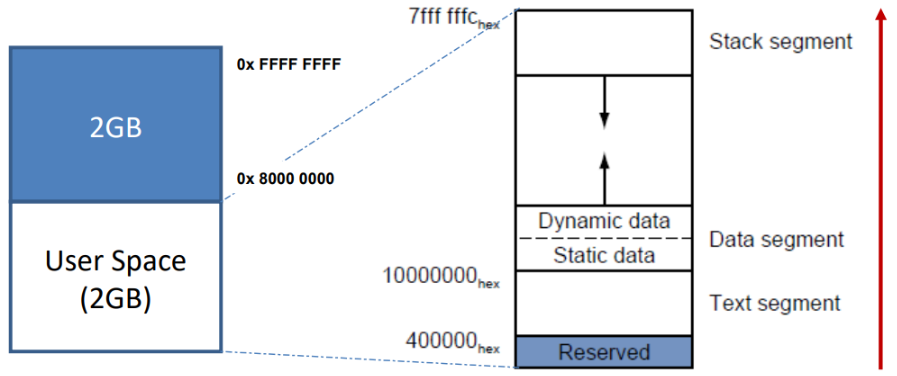 0x FFFF FFFF
2GB
0x 8000 0000
User Space
(2GB)
7fff fffc hex
Stack segment
Dynamic data
Static data
Data segment
10000000 hex
Text segment
400000 hex
Reserved